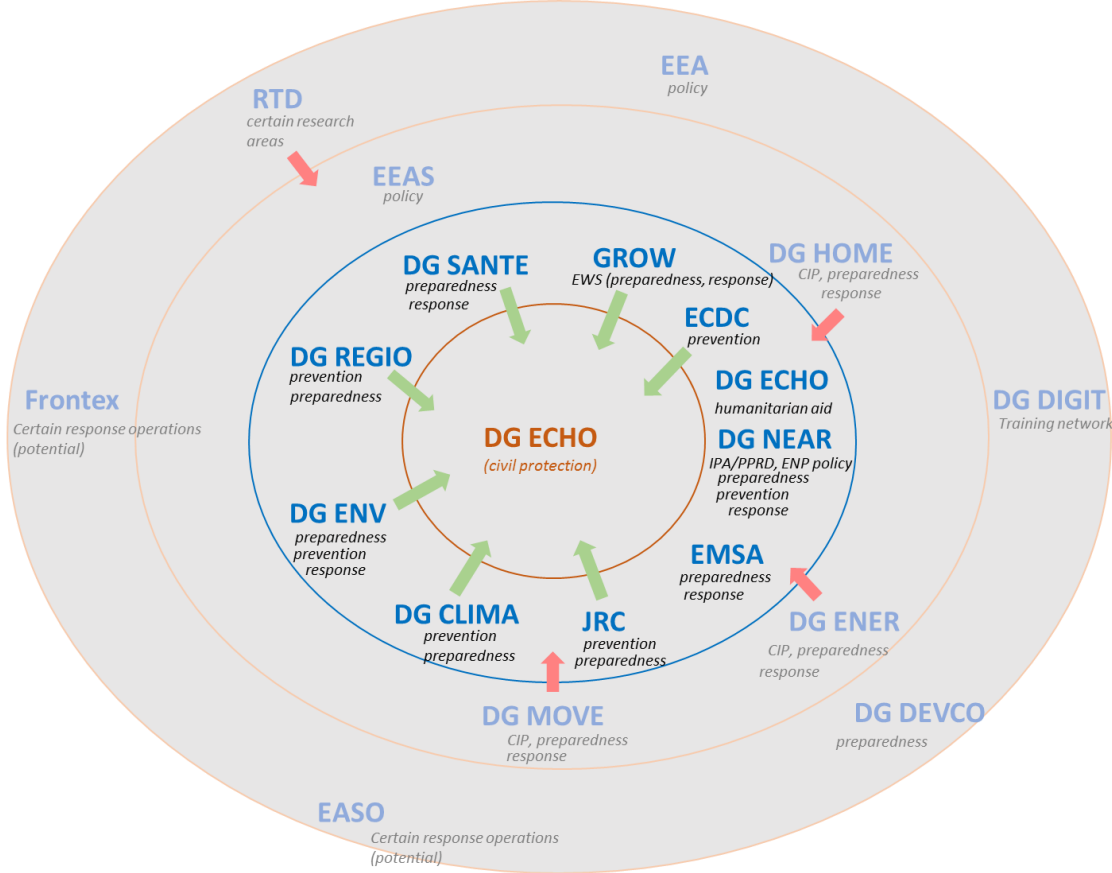 EEA
policy
RTD
certain research
areas
EEAS
policy
DG SANTE
preparedness
response
GROW
EWS (preparedness, response)
DG HOME
CIP, preparedness
response
ECDC
prevention
DG REGIO
prevention
preparedness
DG ECHO
humanitarian aid
Frontex
Certain response operations
(potential)
DG DIGIT
Training network
DG ECHO
(civil protection)
DG NEAR
IPA/PPRD, ENP policy
preparedness
prevention
response
DG ENV
preparedness
prevention
response
EMSA
preparedness
response
DG CLIMA
prevention
preparedness
JRC
prevention
preparedness
DG ENER
CIP, preparedness
response
DG MOVE
CIP, preparedness
response
DG DEVCO
preparedness
EASO
Certain response operations
(potential)